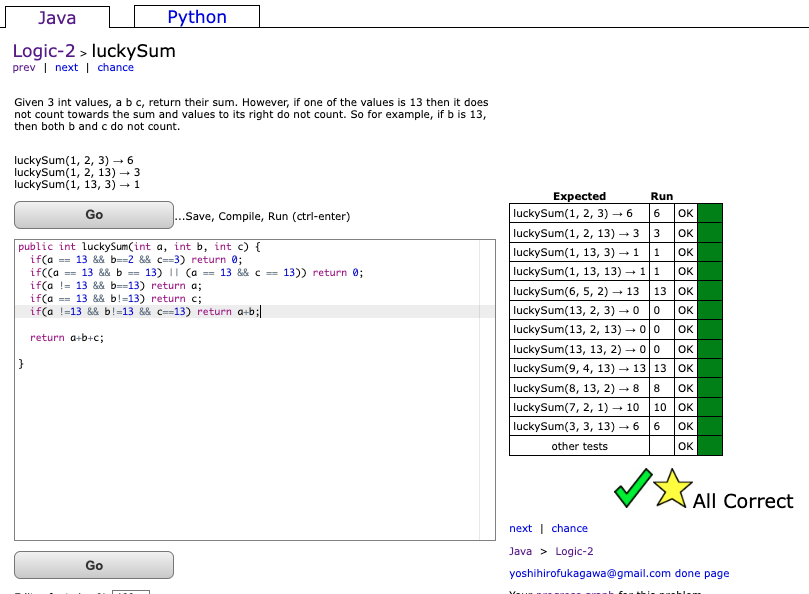 Java
Python
Logic-2 > luckySum
prev | next | chance
Given 3 int values, a b c, return their sum. However, if one of the values is 13 then it does
not count towards the sum and values to its right do not count. So for example, if b is 13,
then both b and c do not count.
luckySum(1, 2, 3) → 6
luckySum(1, 2, 13) → 3
luckySum(1, 13, 3) → 1
Go
...Save, Compile, Run (ctrl-enter)
public int luckySum(int a, int b, int c) {
if(a == 13 && b==2 && c==3) return 0;
if((a == 13 && b == 13) || (a == 13 && c == 13)) return 0;
if(a != 13 && b==13) return a;
if(a == 13 && b!=13) return c;
if(a !=13 && b!=13 && c==13) return a+b;
return a+b+c;
}
Go
Expected Run
luckySum(1, 2, 3) → 6 6 OK
luckySum(1, 2, 13) → 3 3 OK
luckySum(1, 13, 3) → 1 1 OK
luckySum(1, 13, 13) → 1 1 OK
luckySum(6, 5, 2) → 13 13 OK
luckySum(13, 2, 3) → 0 0 OK
luckySum(13, 2, 13) → 0 0 OK
luckySum(13, 13, 2) → 0 0 OK
luckySum(9, 4, 13) → 13 13 OK
luckySum(8, 13, 2) → 8 8 OK
luckySum(7, 2, 1) → 10 10 OK
luckySum(3, 3, 13) → 6 6 OK
other tests OK
All Correct
next | chance
Java > Logic-2
yoshihirofukagawa@gmail.com done page